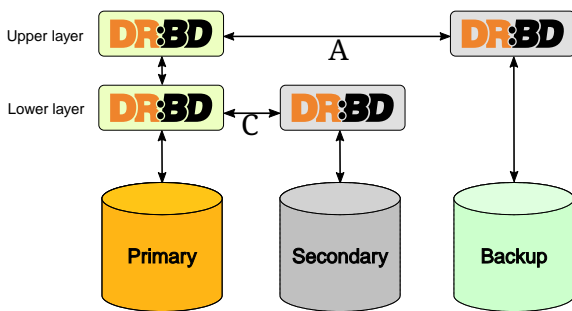 Upper layer
DR:BD
A
DR:BD
Lower layer
DR:BD
C
DR:BD
Primary
Secondary
Backup